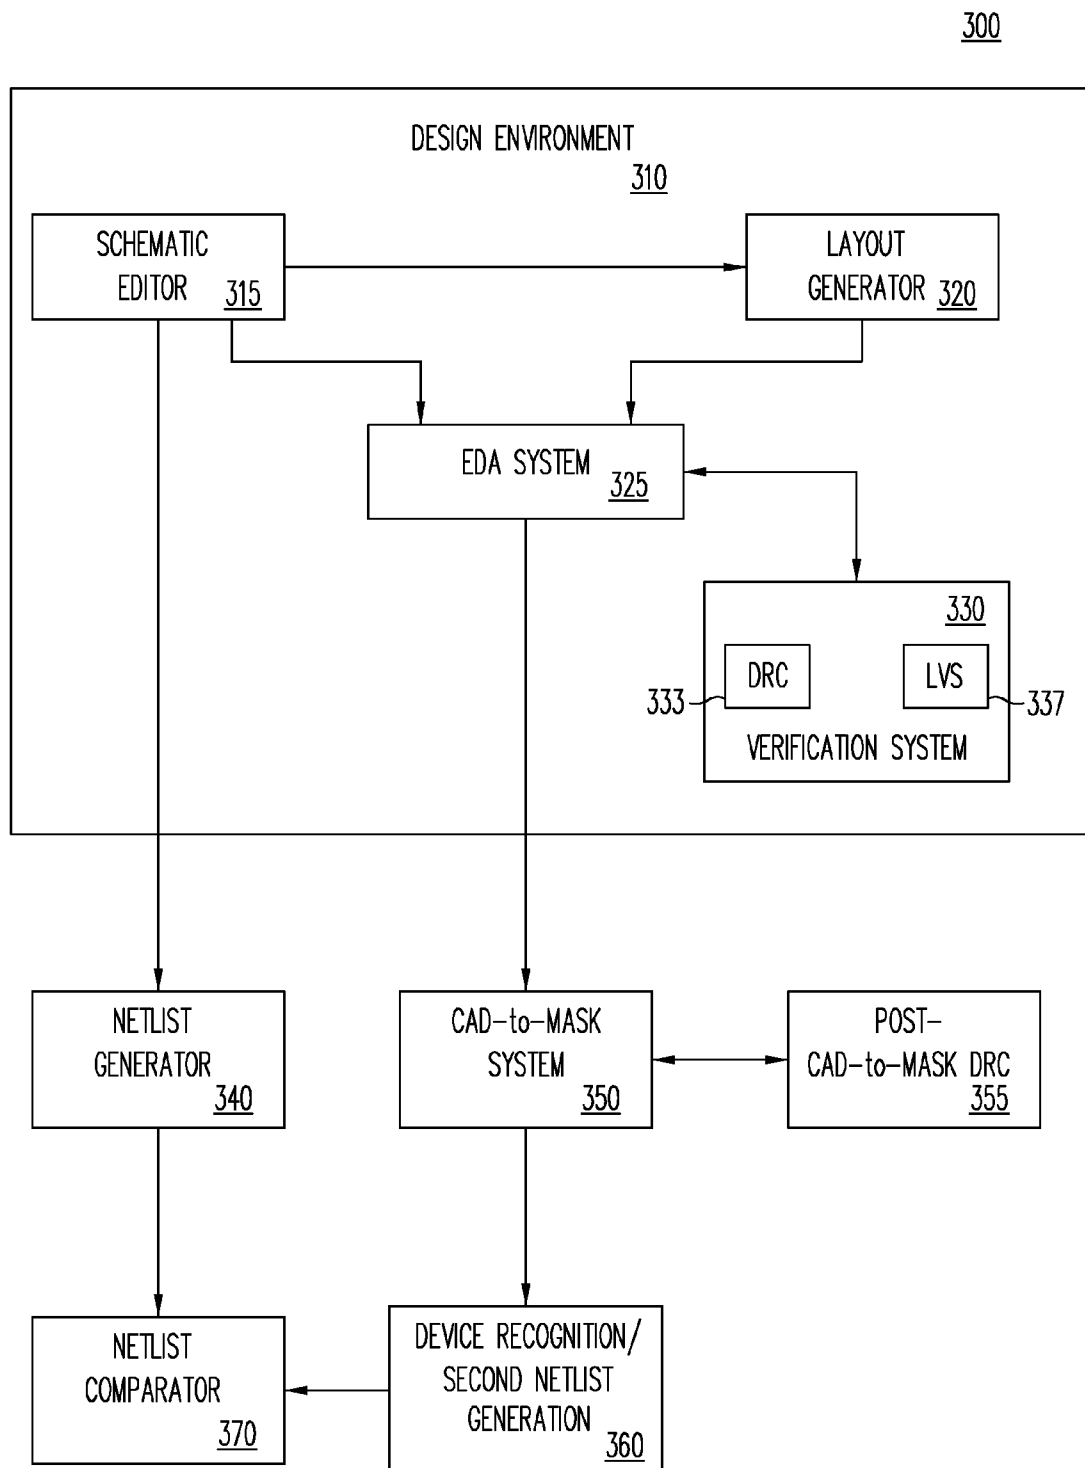 300
DESIGN ENVIRONMENT
310
SCHEMATIC
EDITOR
315
LAYOUT
GENERATOR
320
EDA SYSTEM
325
330
DRC
LVS
333
337
VERIFICATION SYSTEM
NETLIST
GENERATOR
340
CAD-to-MASK
SYSTEM
350
POST-
CAD-to-MASK DRC
355
NETLIST
COMPARATOR
370
DEVICE RECOGNITION/
SECOND NETLIST
GENERATION
360